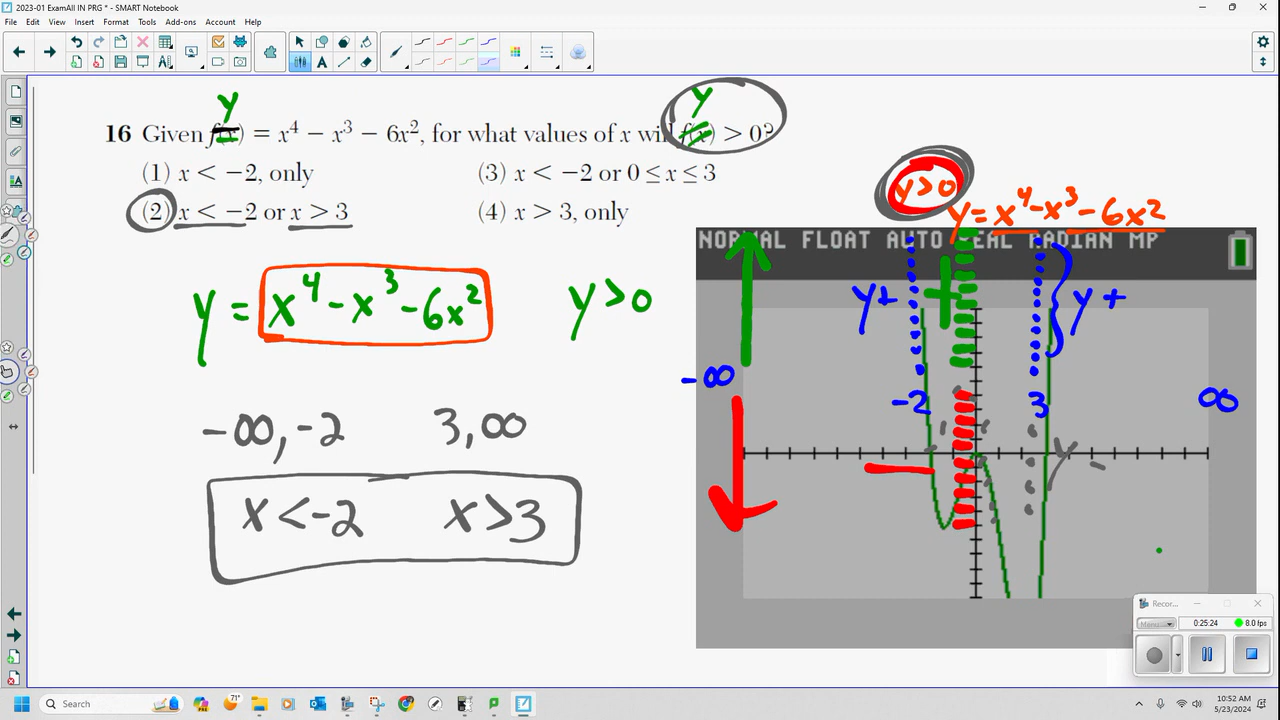 2023-01 ExamAll IN PRG * - SMART Notebook
File Edit View Insert Format Tools Add-ons Account Help
y
y
16 Given f(x) = x⁴ − x³ − 6x², for what values of x will f(x) > 0?
(1) x < −2, only
(3) x < −2 or 0 ≤ x ≤ 3
(2) x < −2 or x > 3
(4) x > 3, only
y>0
y= x⁴-x³-6x²
NORMAL FLOAT AUTO REAL RADIAN MP
y = x⁴-x³-6x²
y>0
y+
+
y+
-∞
-2
3
∞
-∞,-2
3,∞
x<-2
x>3
Recor...
Menu
0:25:24
8.0 fps
71°
Search
10:52 AM
5/23/2024